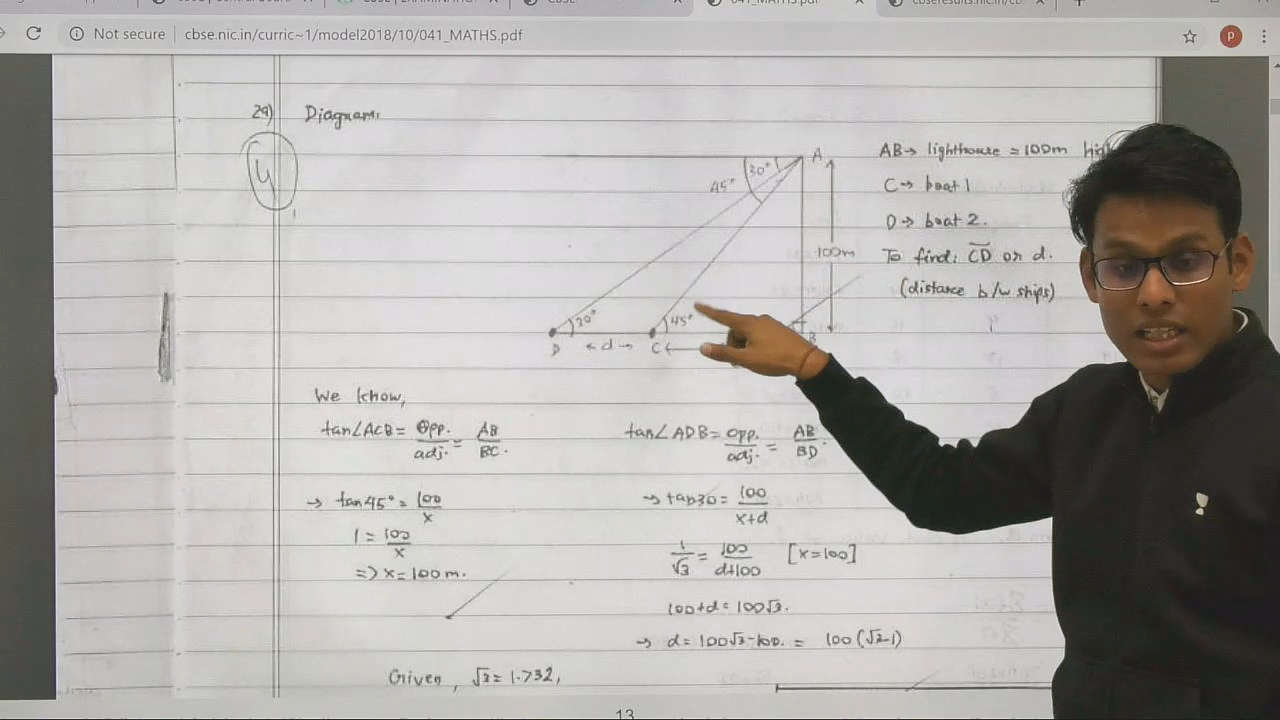 041_MATHS.pdf
Not secure | cbse.nic.in/curric~1/model2018/10/041_MATHS.pdf
P
29) Diagram.
4
A
30°
45°
100m
30°
45°
D
←d→
C←
B
AB→ lighthouse = 100m
C→ boat 1
D→ boat 2.
To find: CD or d.
(distance b/w ships)
We know,
tan∠ACB = Opp./adj. = AB/BC.
→ tan45° = 100/x
1 = 100/x
=> x = 100m.
tan∠ADB = Opp./adj. = AB/BD.
→ tan30 = 100/x+d
1/√3 = 100/d+100 [x=100]
100+d = 100√3.
→ d = 100√3-100. = 100(√3-1)
Given, √3 = 1.732,
13